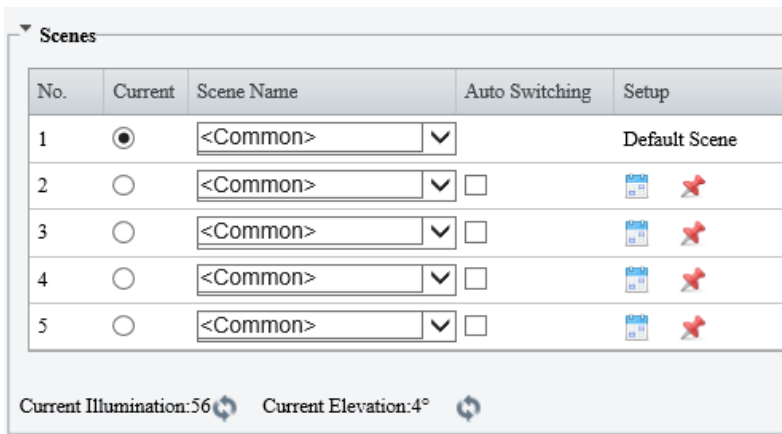 Scenes
No. Current Scene Name Auto Switching Setup
1 <Common> Default Scene
2 <Common>
3 <Common>
4 <Common>
5 <Common>
Current Illumination:56 Current Elevation:4°